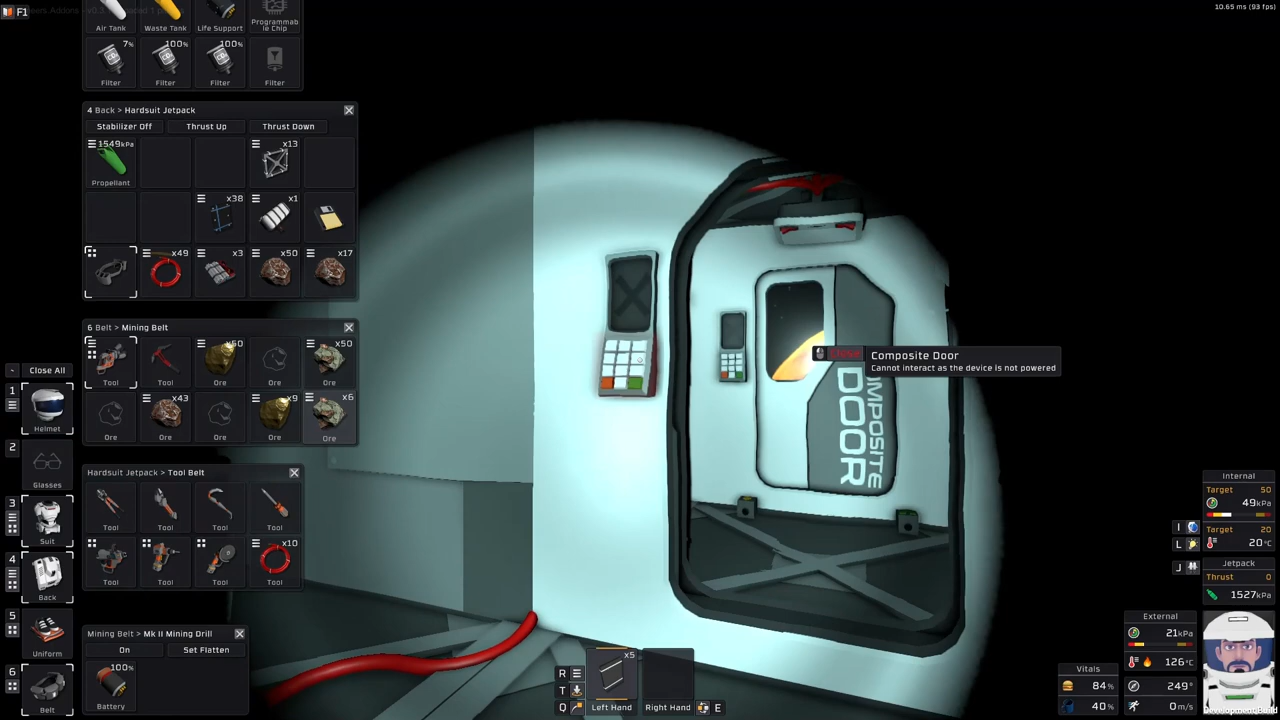 F1
10.65 ms (93 fps)
Air Tank
Waste Tank
Life Support
Programmab
le Chip
7%
100%
100%
Filter
Filter
Filter
Filter
4 Back > Hardsuit Jetpack
Stabilizer Off
Thrust Up
Thrust Down
1549kPa
x13
Propellant
x38
x1
x49
x3
x50
x17
6 Belt > Mining Belt
x50
x50
Tool
Tool
Ore
Ore
Ore
x43
x9
x6
Ore
Ore
Ore
Ore
Ore
Close All
1
Helmet
2
Glasses
3
Suit
4
Back
5
Uniform
6
Belt
Hardsuit Jetpack > Tool Belt
Tool
Tool
Tool
Tool
x10
Tool
Tool
Tool
Tool
Mining Belt > Mk II Mining Drill
On
Set Flatten
100%
Battery
Close
Composite Door
Cannot interact as the device is not powered
COMPOSITE
DOOR
R
T
Q
x5
Left Hand
Right Hand
E
Internal
Target 50
49kPa
Target 20
20°C
I
L
J
Jetpack
Thrust 0
1527kPa
External
21kPa
126°C
249°
0m/s
Vitals
84%
40%
Development Build